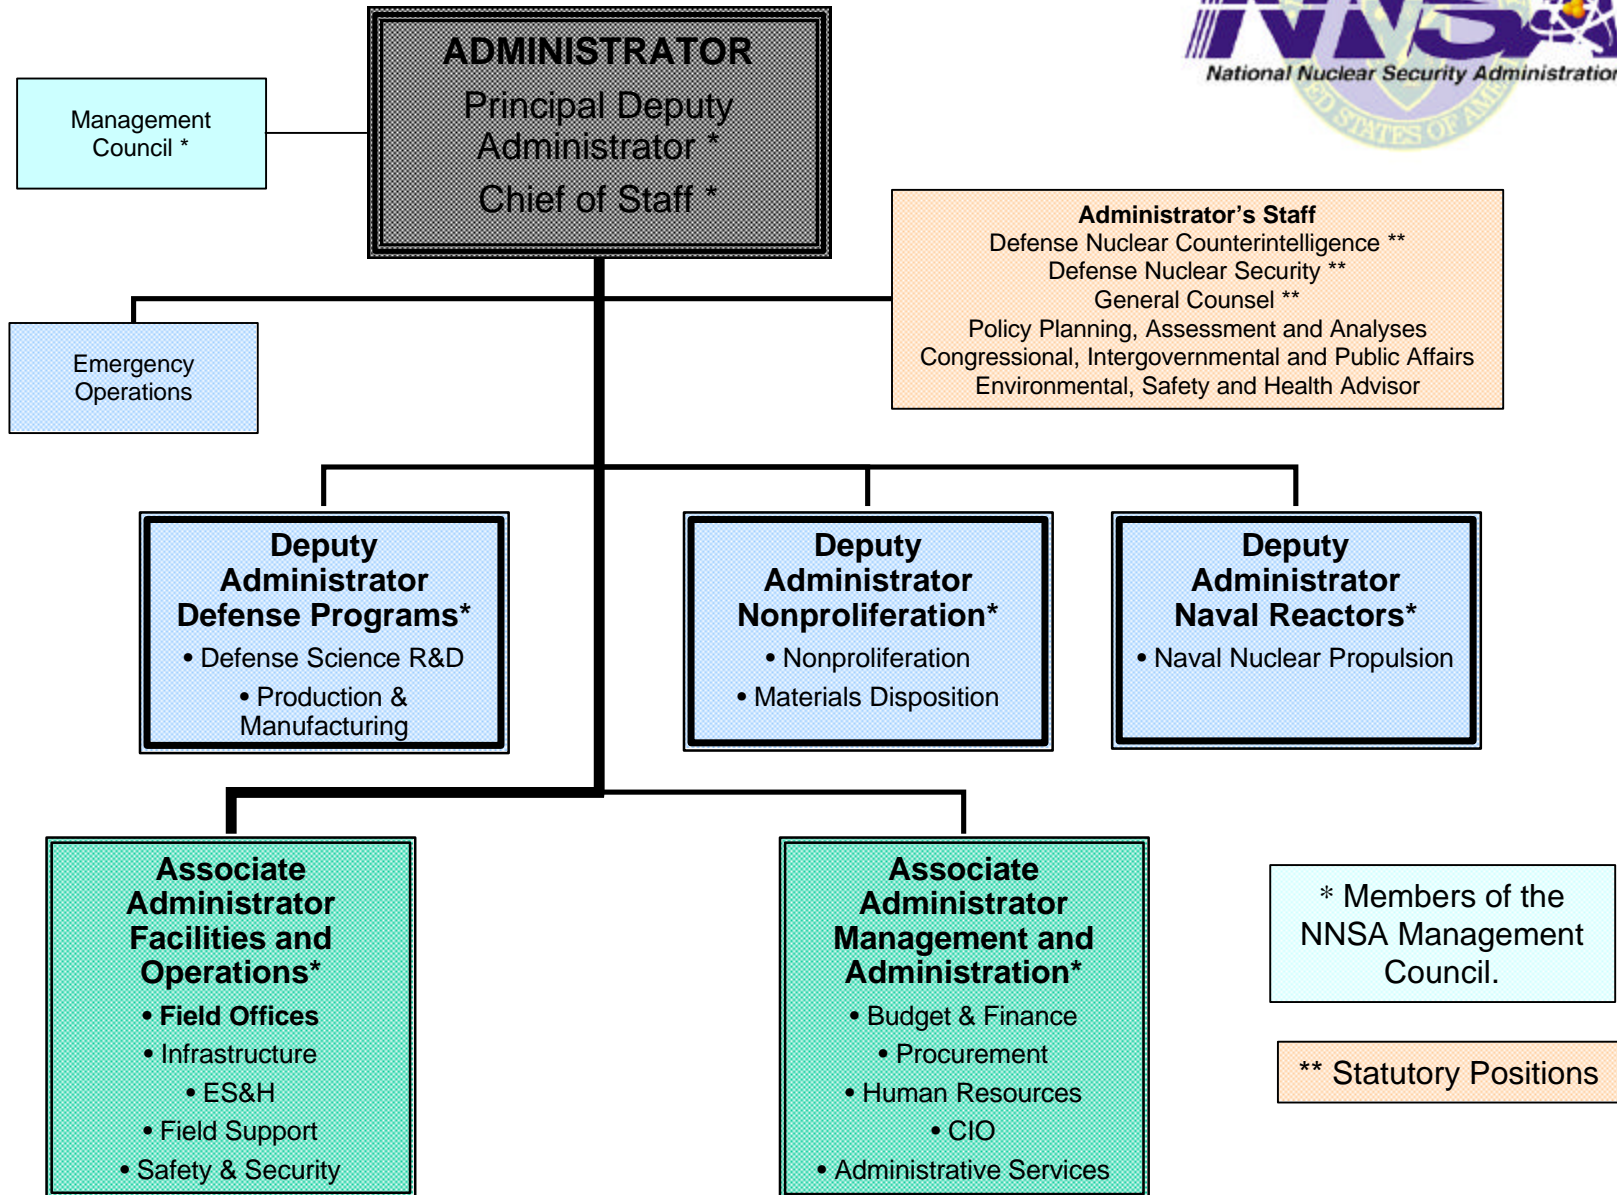 NNSA
National Nuclear Security Administration
STATES OF
ADMINISTRATOR
Principal Deputy
Administrator *
Chief of Staff *
Management
Council *
Administrator's Staff
Defense Nuclear Counterintelligence **
Defense Nuclear Security **
General Counsel **
Policy Planning, Assessment and Analyses
Congressional, Intergovernmental and Public Affairs
Environmental, Safety and Health Advisor
Emergency
Operations
Deputy
Administrator
Defense Programs*
• Defense Science R&D
• Production &
Manufacturing
Deputy
Administrator
Nonproliferation*
• Nonproliferation
• Materials Disposition
Deputy
Administrator
Naval Reactors*
• Naval Nuclear Propulsion
Associate
Administrator
Facilities and
Operations*
• Field Offices
• Infrastructure
• ES&H
• Field Support
• Safety & Security
Associate
Administrator
Management and
Administration*
• Budget & Finance
• Procurement
• Human Resources
• CIO
• Administrative Services
* Members of the
NNSA Management
Council.
** Statutory Positions